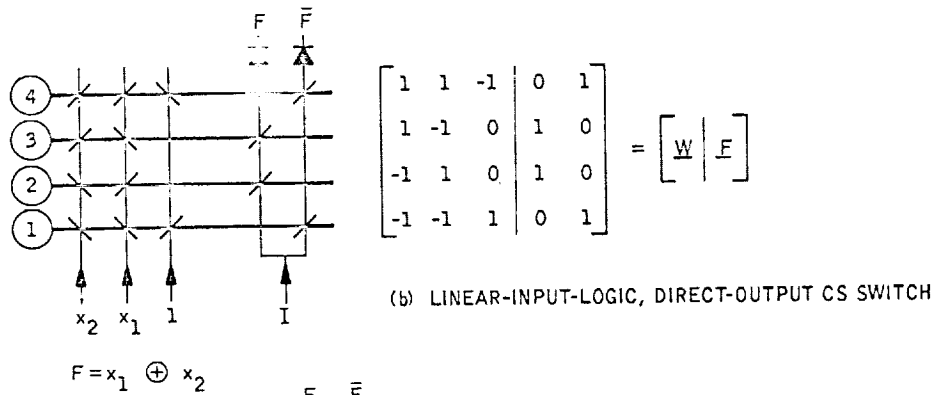 F F̅
4
3
2
1
x₂ x₁ 1 I
F = x₁ ⊕ x₂
1 1 -1 0 1
1 -1 0 1 0
-1 1 0 1 0
-1 -1 1 0 1
= [W | F]
(b) LINEAR-INPUT-LOGIC, DIRECT-OUTPUT CS SWITCH
F̅